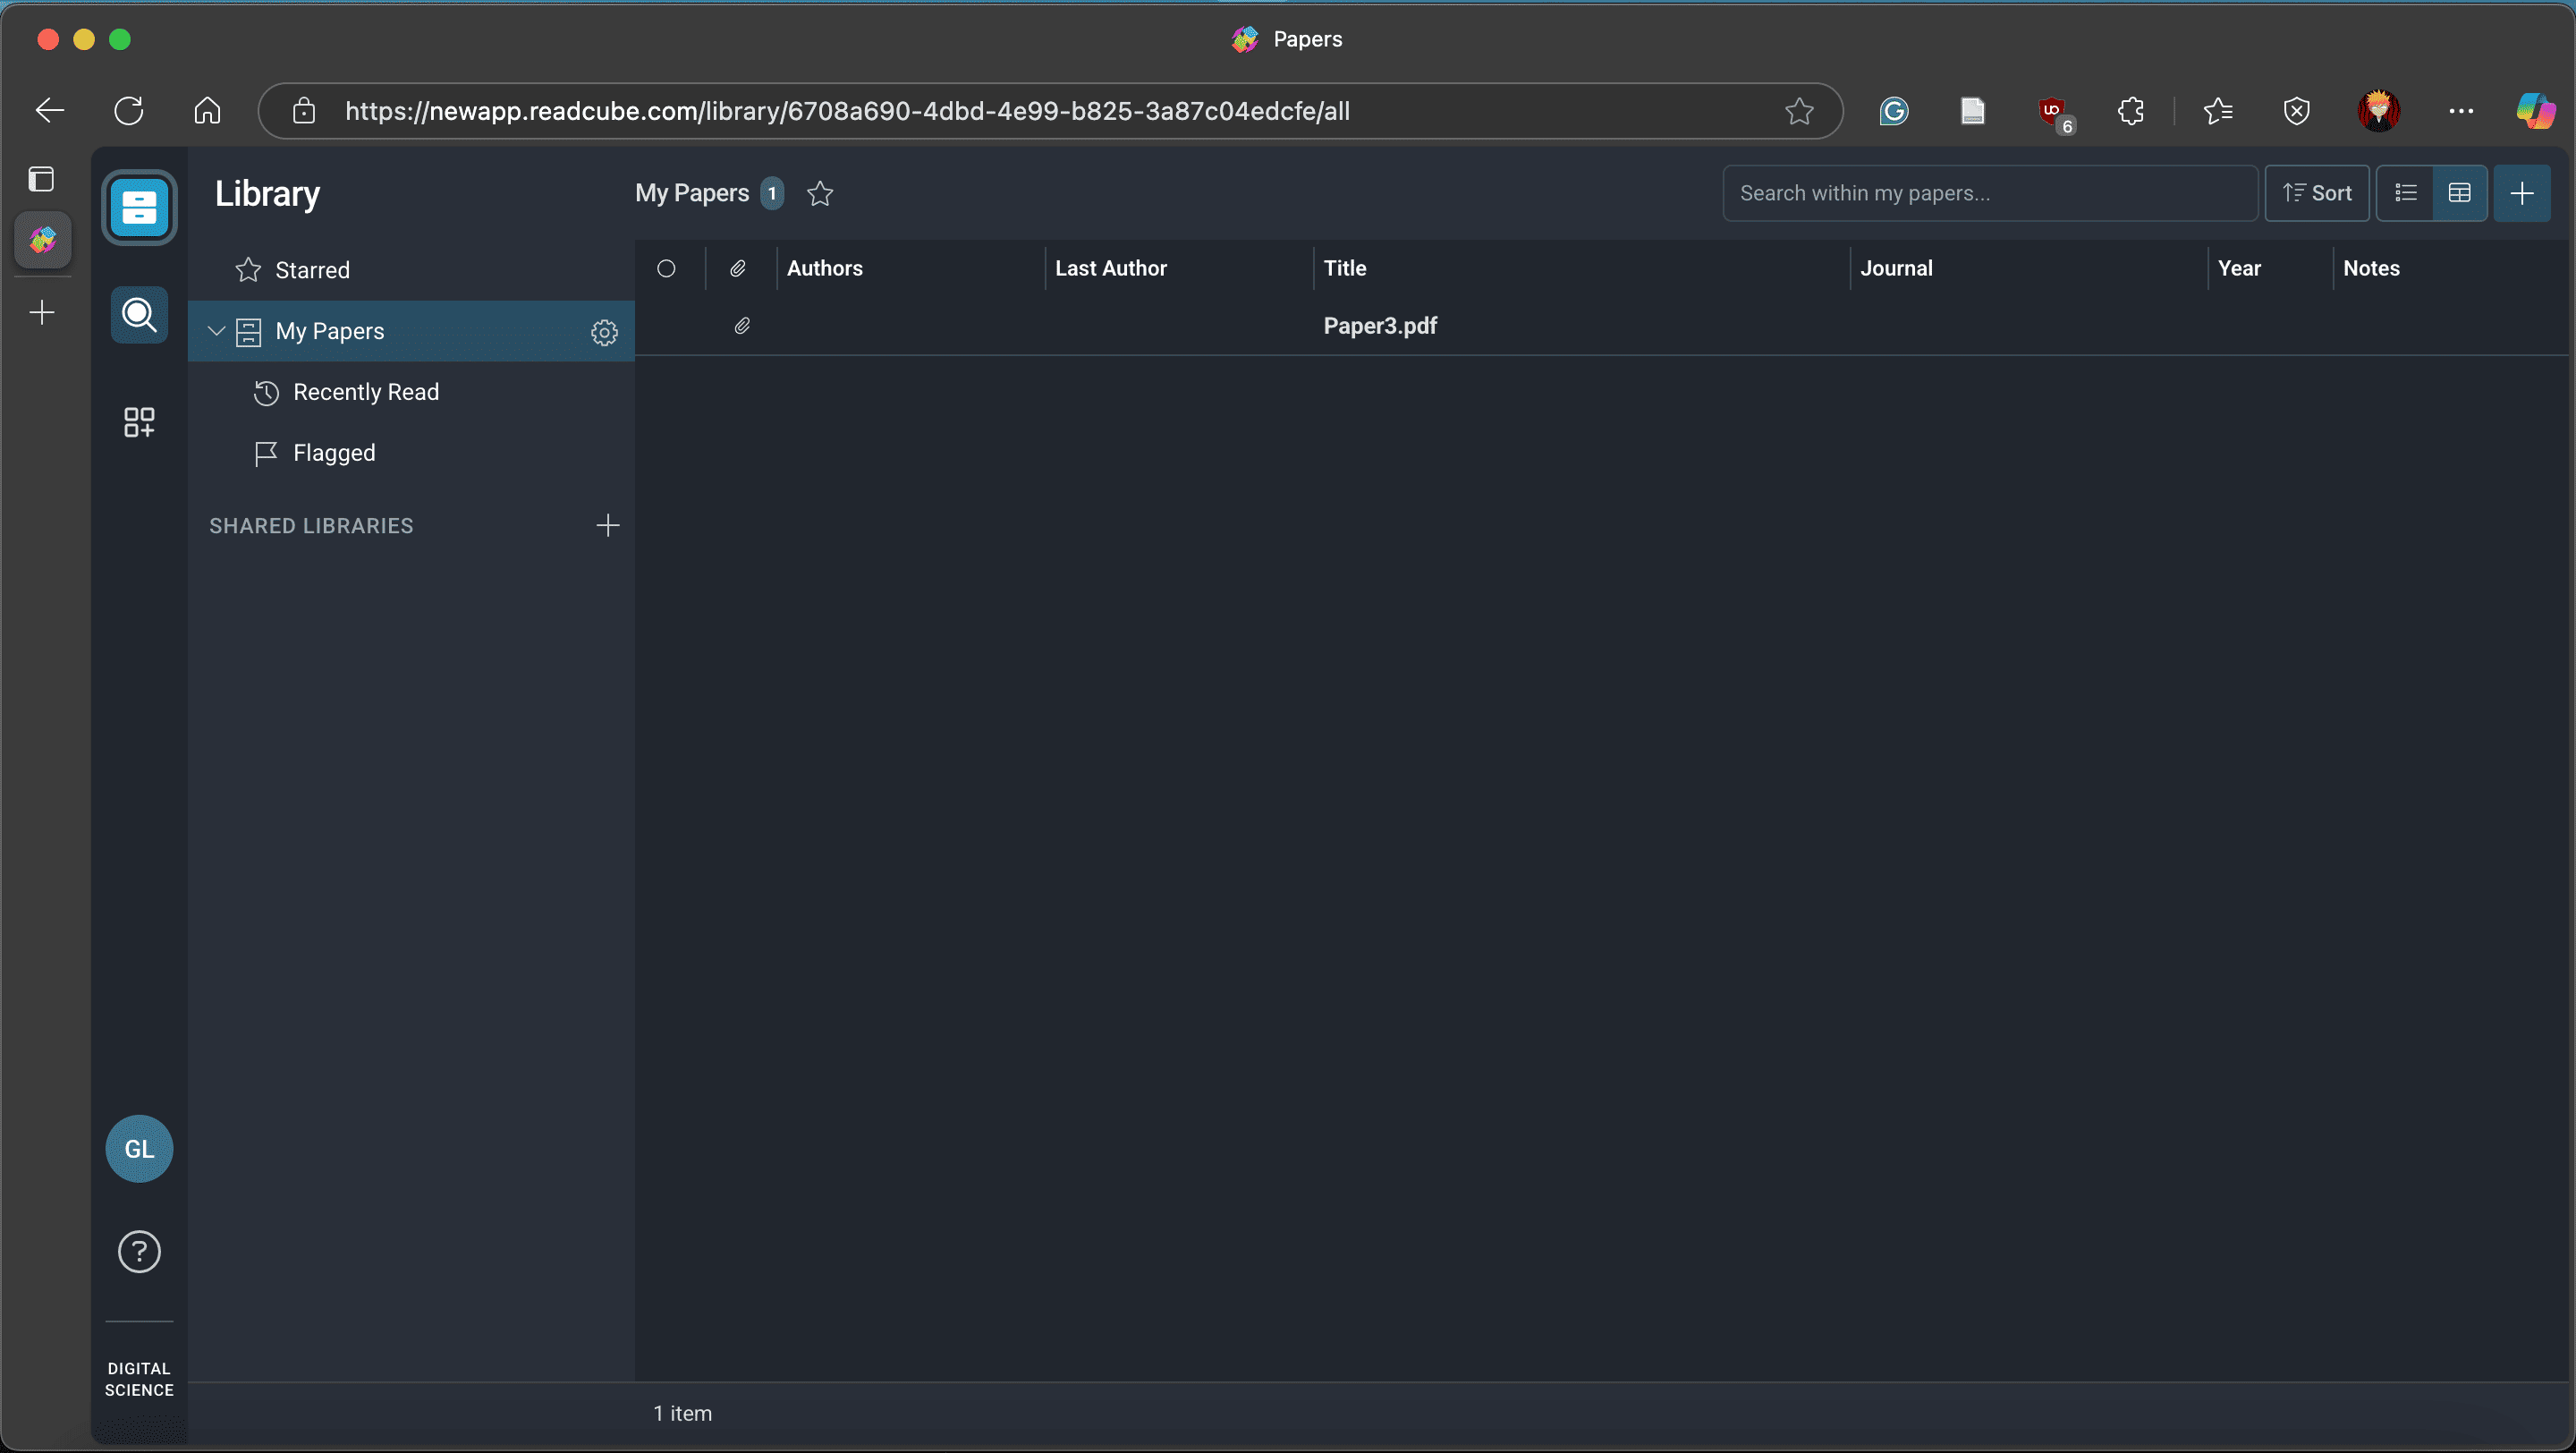 Papers
https://newapp.readcube.com/library/6708a690-4dbd-4e99-b825-3a87c04edcfe/all
6
Library
My Papers 1
Search within my papers...
Sort
Starred
My Papers
Recently Read
Flagged
SHARED LIBRARIES
Authors Last Author Title Journal Year Notes
Paper3.pdf
GL
?
DIGITAL
SCIENCE
1 item